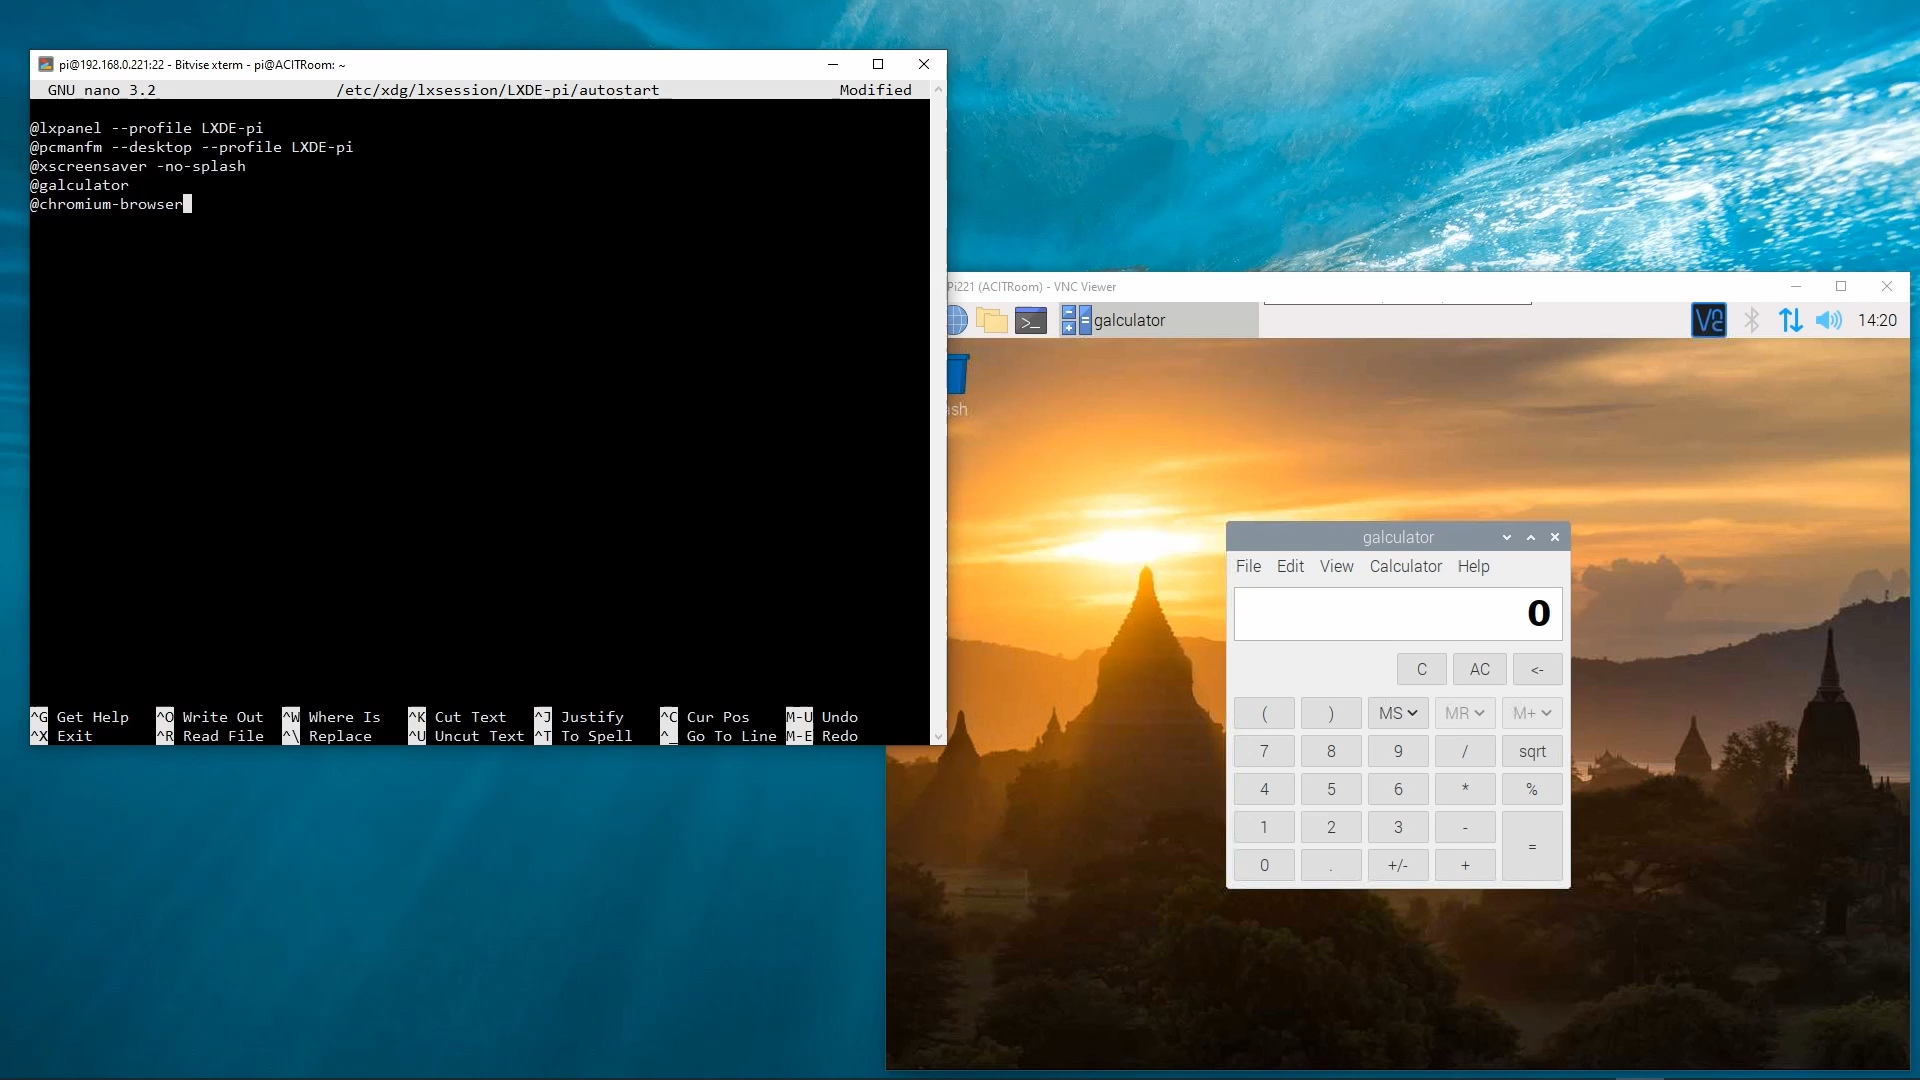 pi@192.168.0.221:22 - Bitvise xterm - pi@ACITRoom: ~
GNU nano 3.2 /etc/xdg/lxsession/LXDE-pi/autostart Modified
@lxpanel --profile LXDE-pi
@pcmanfm --desktop --profile LXDE-pi
@xscreensaver -no-splash
@galculator
@chromium-browser
^G Get Help ^O Write Out ^W Where Is ^K Cut Text ^J Justify ^C Cur Pos M-U Undo
^X Exit ^R Read File ^\ Replace ^U Uncut Text ^T To Spell ^_ Go To Line M-E Redo
Pi221 (ACITRoom) - VNC Viewer
galculator
14:20
galculator
File Edit View Calculator Help
0
C AC <-
( ) MS MR M+
7 8 9 / sqrt
4 5 6 * %
1 2 3 - =
0 . +/- +